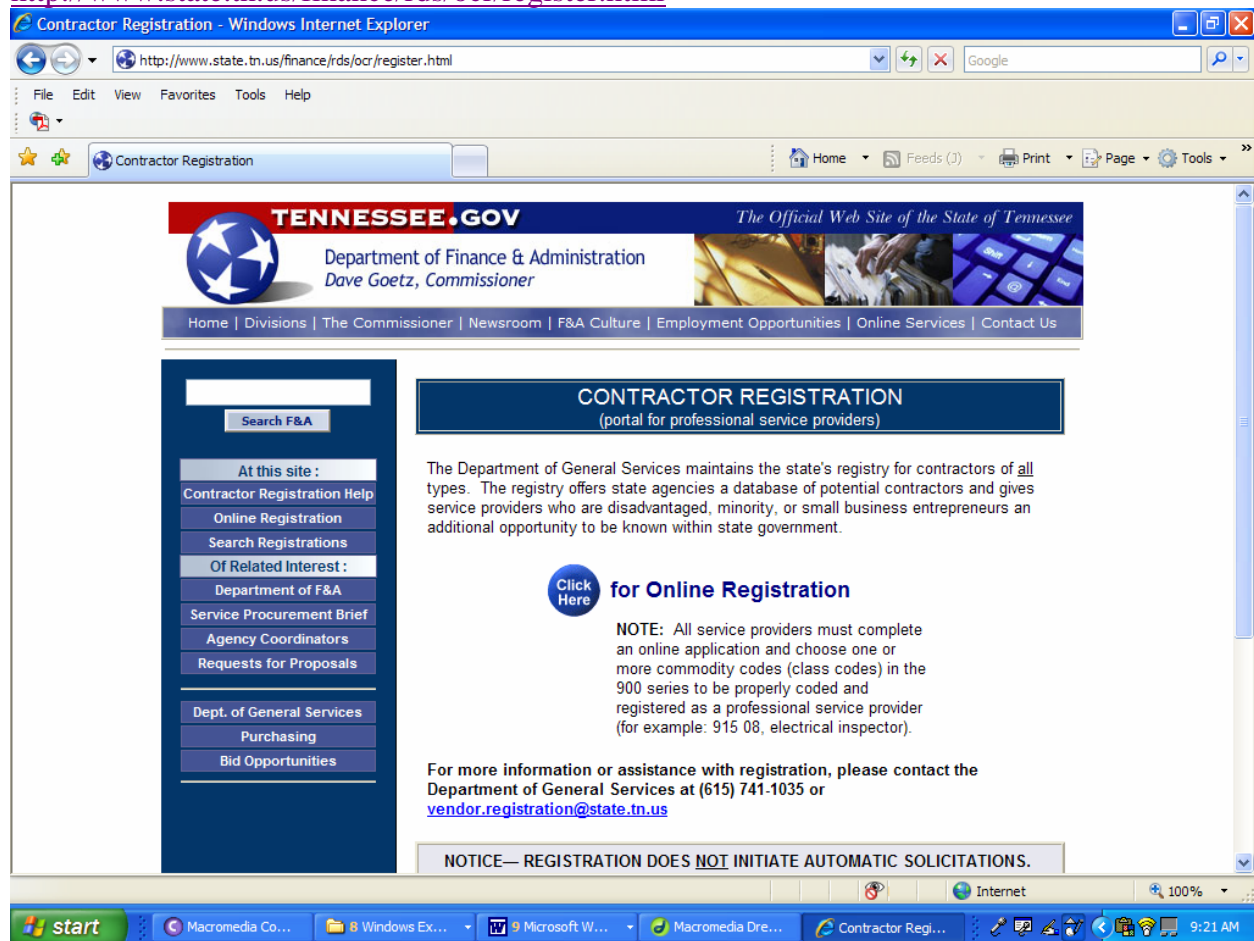 http://www.state.tn.us/finance/rds/ocr/register.html
Contractor Registration - Windows Internet Explorer
http://www.state.tn.us/finance/rds/ocr/register.html
Google
File Edit View Favorites Tools Help
Contractor Registration
Home Feeds (J) Print Page Tools
TENNESSEE.GOV
The Official Web Site of the State of Tennessee
Department of Finance & Administration
Dave Goetz, Commissioner
Home | Divisions | The Commissioner | Newsroom | F&A Culture | Employment Opportunities | Online Services | Contact Us
Search F&A
At this site :
Contractor Registration Help
Online Registration
Search Registrations
Of Related Interest :
Department of F&A
Service Procurement Brief
Agency Coordinators
Requests for Proposals
Dept. of General Services
Purchasing
Bid Opportunities
CONTRACTOR REGISTRATION
(portal for professional service providers)
The Department of General Services maintains the state's registry for contractors of all
types. The registry offers state agencies a database of potential contractors and gives
service providers who are disadvantaged, minority, or small business entrepreneurs an
additional opportunity to be known within state government.
Click Here
for Online Registration
NOTE: All service providers must complete
an online application and choose one or
more commodity codes (class codes) in the
900 series to be properly coded and
registered as a professional service provider
(for example: 915 08, electrical inspector).
For more information or assistance with registration, please contact the
Department of General Services at (615) 741-1035 or
vendor.registration@state.tn.us
NOTICE— REGISTRATION DOES NOT INITIATE AUTOMATIC SOLICITATIONS.
Internet
100%
start
Macromedia Co...
8 Windows Ex...
9 Microsoft W...
Macromedia Dre...
Contractor Regi...
9:21 AM